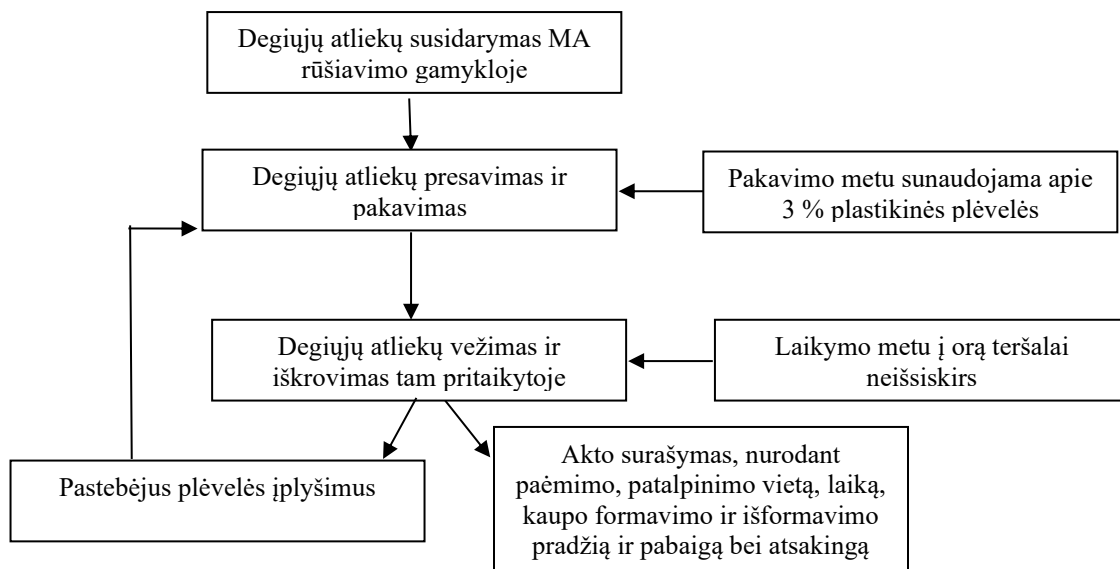 Degiųjų atliekų susidarymas MA
rūšiavimo gamykloje
Degiųjų atliekų presavimas ir
pakavimas
Pakavimo metu sunaudojama apie
3 % plastikinės plėvelės
Degiųjų atliekų vežimas ir
iškrovimas tam pritaikytoje
Laikymo metu į orą teršalai
neišsiskirs
Pastebėjus plėvelės įplyšimus
Akto surašymas, nurodant
paėmimo, patalpinimo vietą, laiką,
kaupo formavimo ir išformavimo
pradžią ir pabaigą bei atsakingą